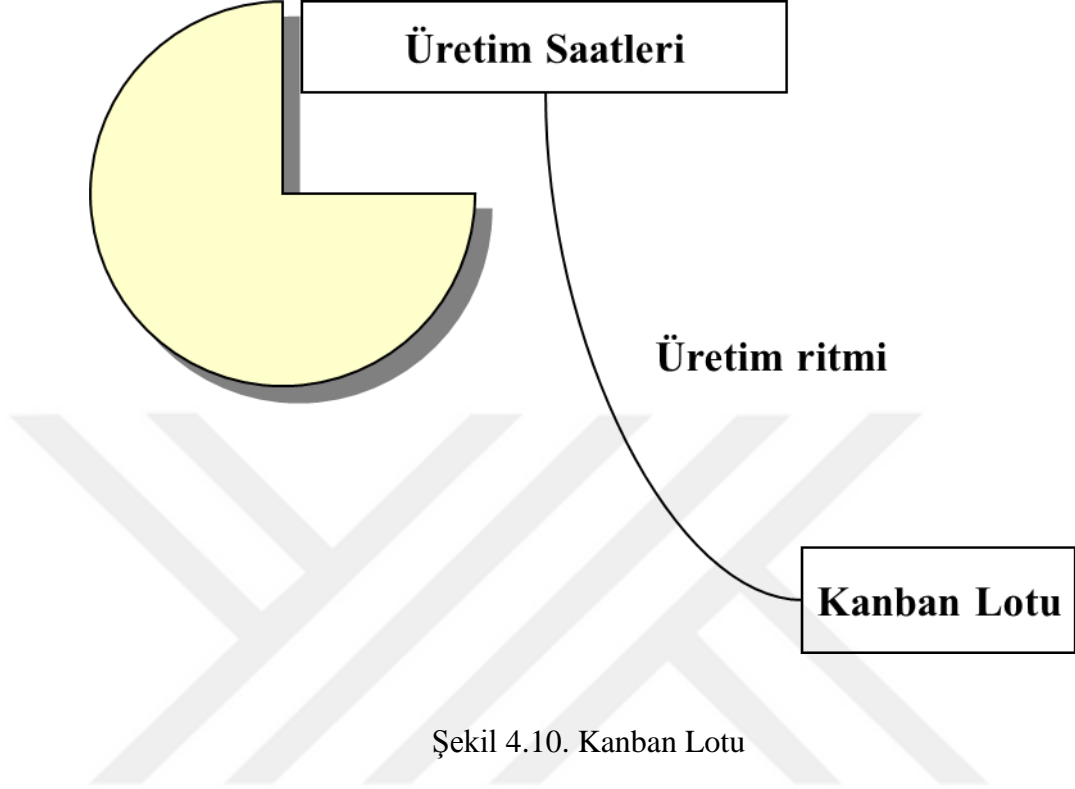 Üretim Saatleri
Üretim ritmi
Kanban Lotu
Şekil 4.10. Kanban Lotu